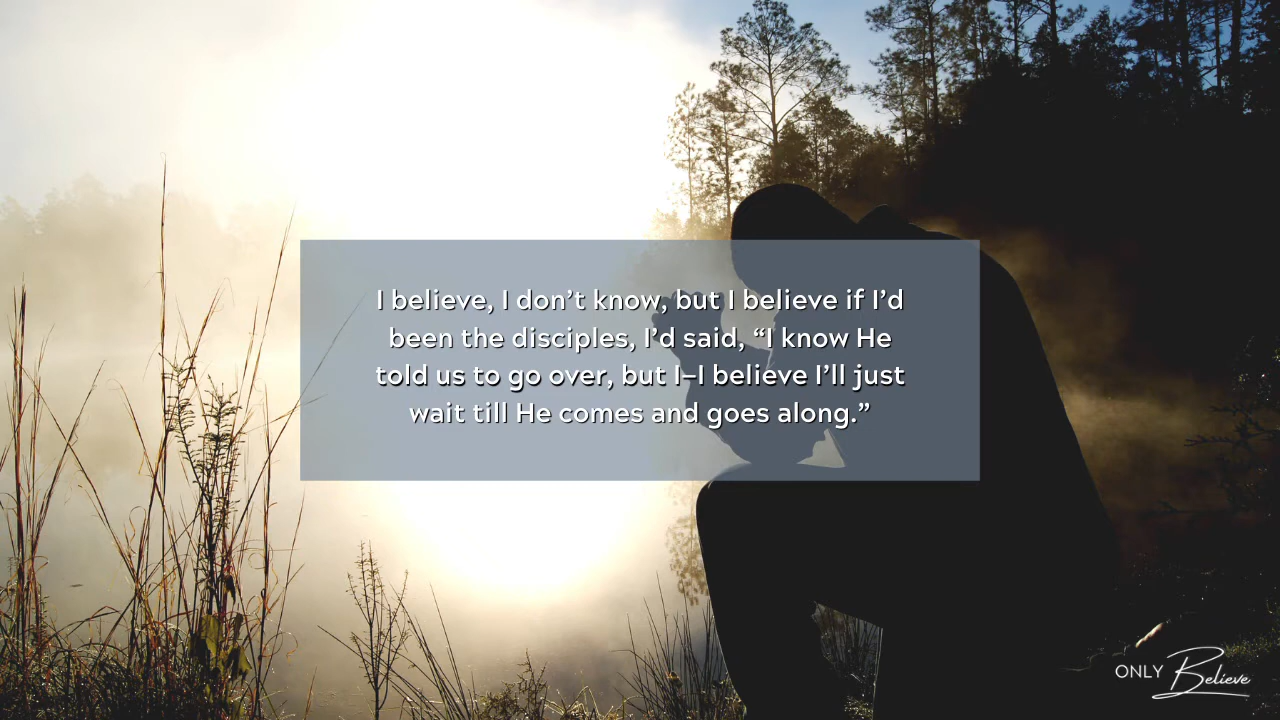 I believe, I don’t know, but I believe if I’d
been the disciples, I’d said, “I know He
told us to go over, but I–I believe I’ll just
wait till He comes and goes along.”
ONLY Believe